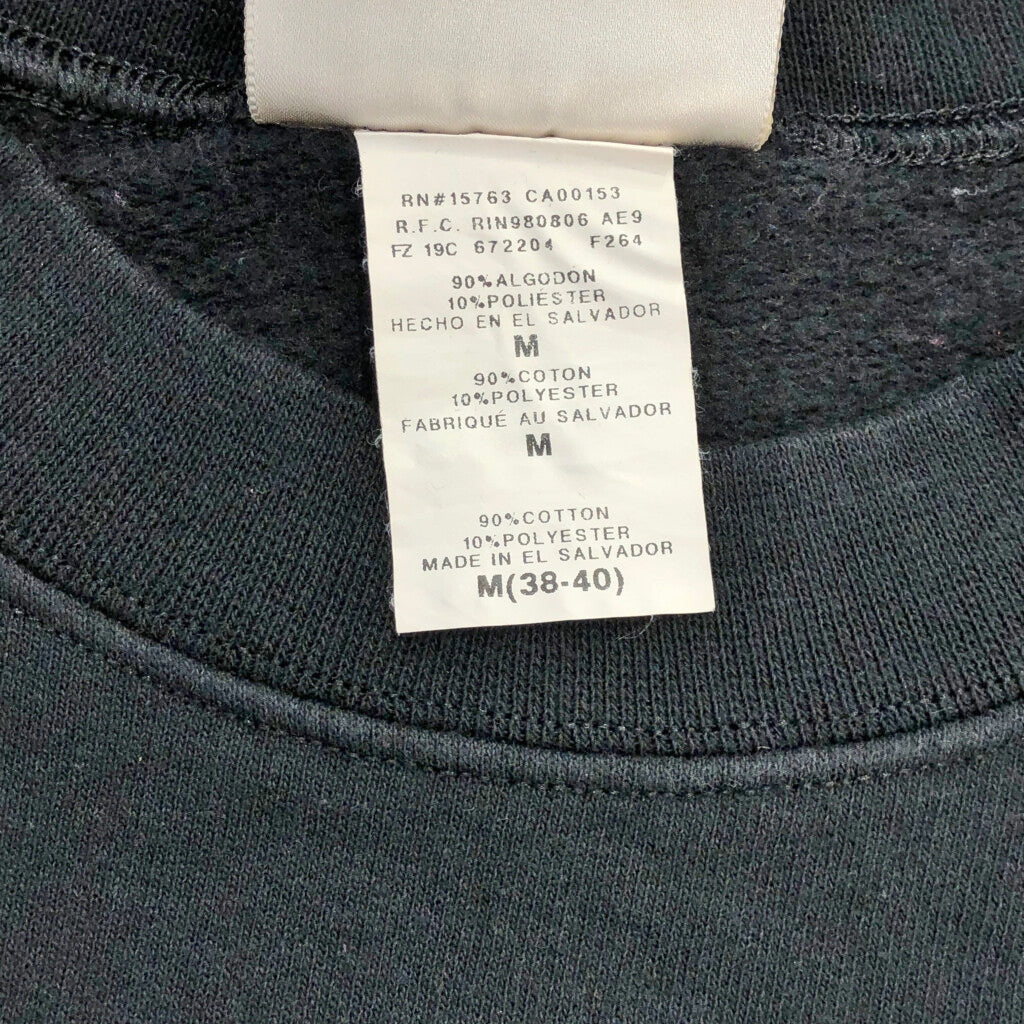 RN#15763 CA00153
R.F.C. RIN980806 AE9
FZ 19C 672204 F264
90%ALGODON
10%POLIÉSTER
HECHO EN EL SALVADOR
M
90%COTON
10%POLYESTER
FABRIQUÉ AU SALVADOR
M
90%COTTON
10%POLYESTER
MADE IN EL SALVADOR
M(38-40)